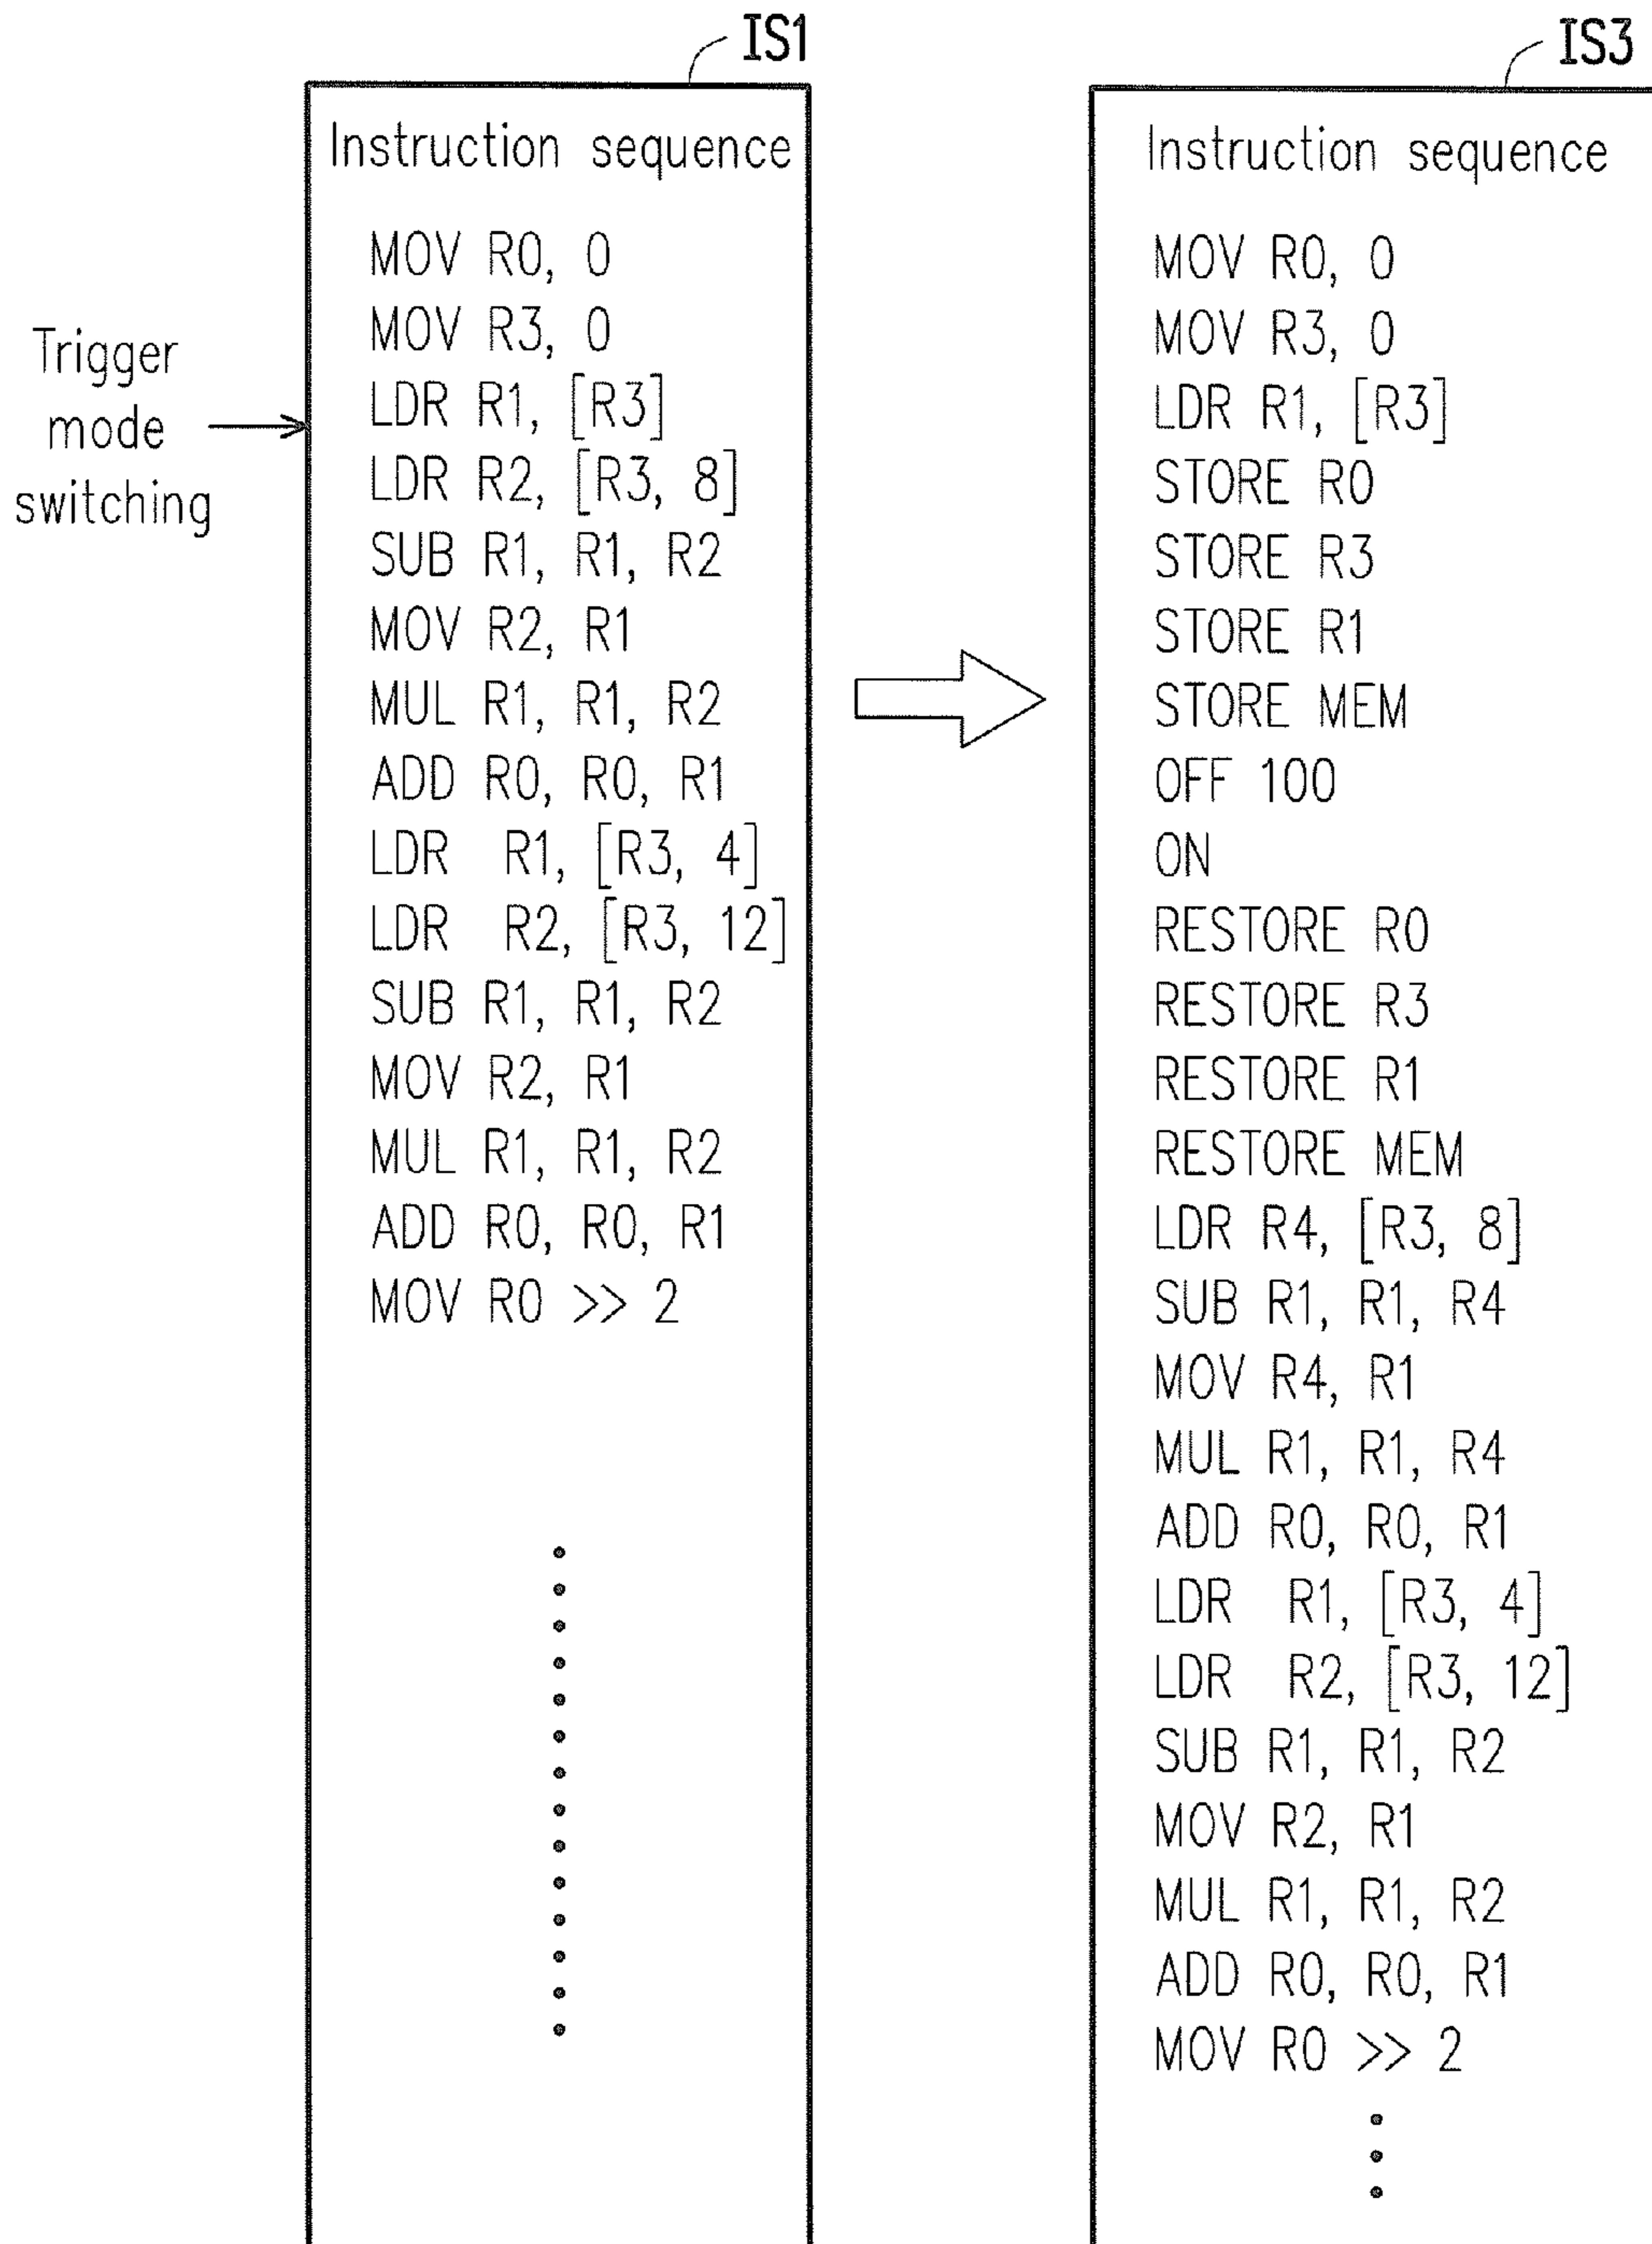 IS1
Instruction sequence
MOV R0, 0
MOV R3, 0
LDR R1, [R3]
LDR R2, [R3, 8]
SUB R1, R1, R2
MOV R2, R1
MUL R1, R1, R2
ADD R0, R0, R1
LDR R1, [R3, 4]
LDR R2, [R3, 12]
SUB R1, R1, R2
MOV R2, R1
MUL R1, R1, R2
ADD R0, R0, R1
MOV R0 >> 2
Trigger
mode
switching
IS3
Instruction sequence
MOV R0, 0
MOV R3, 0
LDR R1, [R3]
STORE R0
STORE R3
STORE R1
STORE MEM
OFF 100
ON
RESTORE R0
RESTORE R3
RESTORE R1
RESTORE MEM
LDR R4, [R3, 8]
SUB R1, R1, R4
MOV R4, R1
MUL R1, R1, R4
ADD R0, R0, R1
LDR R1, [R3, 4]
LDR R2, [R3, 12]
SUB R1, R1, R2
MOV R2, R1
MUL R1, R1, R2
ADD R0, R0, R1
MOV R0 >> 2